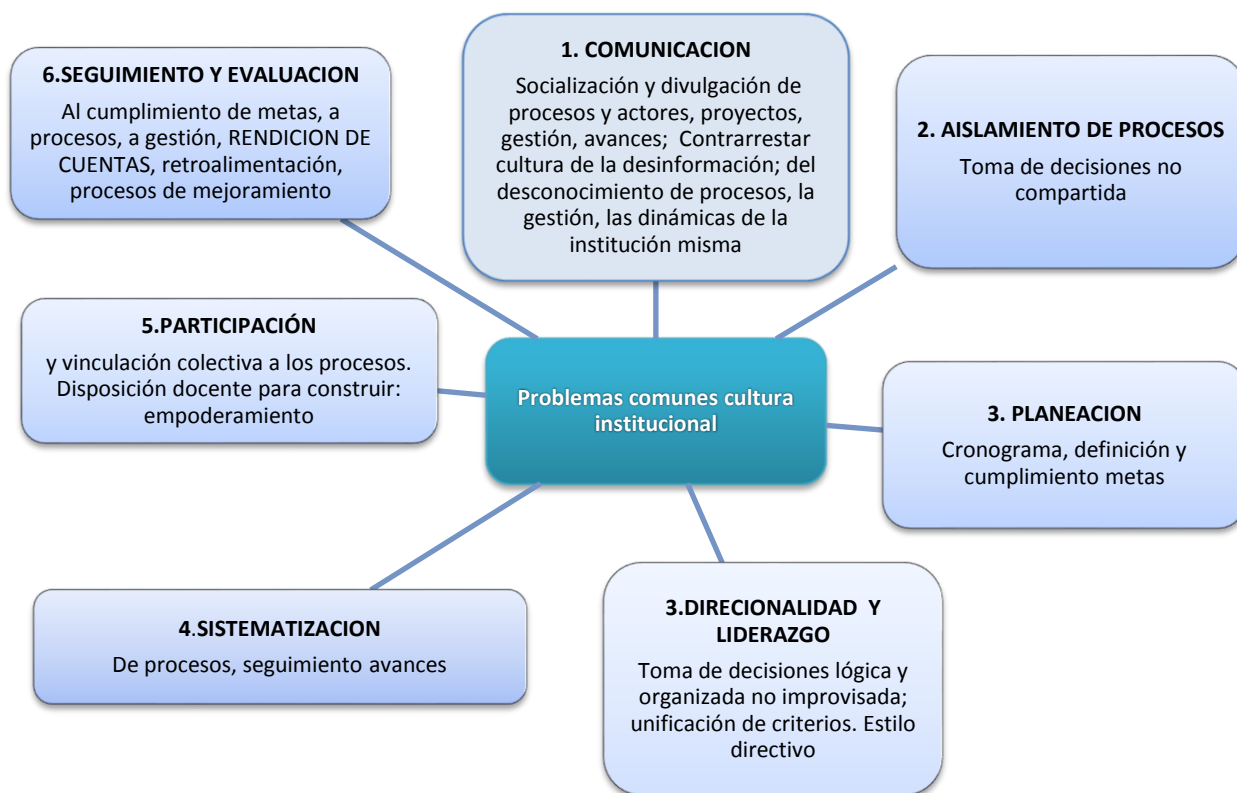 1. COMUNICACION
Socialización y divulgación de
procesos y actores, proyectos,
gestión, avances;  Contrarrestar
cultura de la desinformación; del
desconocimiento de procesos, la
gestión, las dinámicas de la
institución misma
2. AISLAMIENTO DE PROCESOS
Toma de decisiones no
compartida
3. PLANEACION
Cronograma, definición y
cumplimiento metas
3.DIRECIONALIDAD  Y
LIDERAZGO
Toma de decisiones lógica y
organizada no improvisada;
unificación de criterios. Estilo
directivo
4.SISTEMATIZACION
De procesos, seguimiento avances
5.PARTICIPACIÓN
y vinculación colectiva a los procesos.
Disposición docente para construir:
empoderamiento
6.SEGUIMIENTO Y EVALUACION
Al cumplimiento de metas, a
procesos, a gestión, RENDICION DE
CUENTAS, retroalimentación,
procesos de mejoramiento
Problemas comunes cultura
institucional